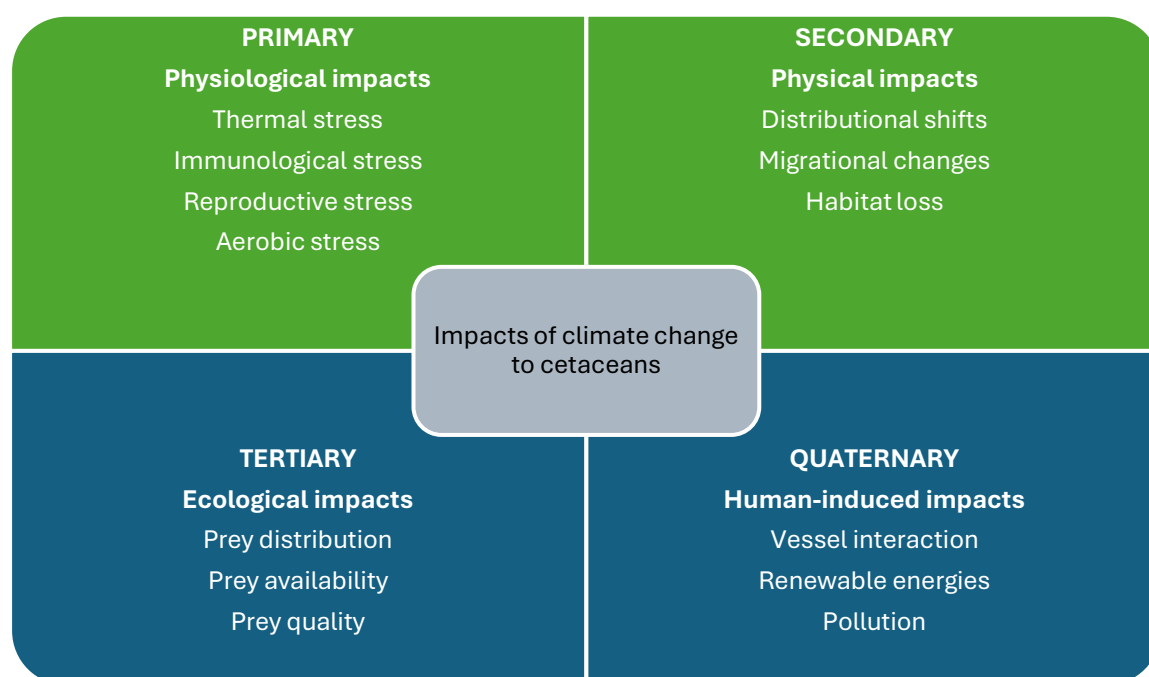 PRIMARY
Physiological impacts
Thermal stress
Immunological stress
Reproductive stress
Aerobic stress
SECONDARY
Physical impacts
Distributional shifts
Migrational changes
Habitat loss
Impacts of climate change
to cetaceans
TERTIARY
Ecological impacts
Prey distribution
Prey availability
Prey quality
QUATERNARY
Human-induced impacts
Vessel interaction
Renewable energies
Pollution